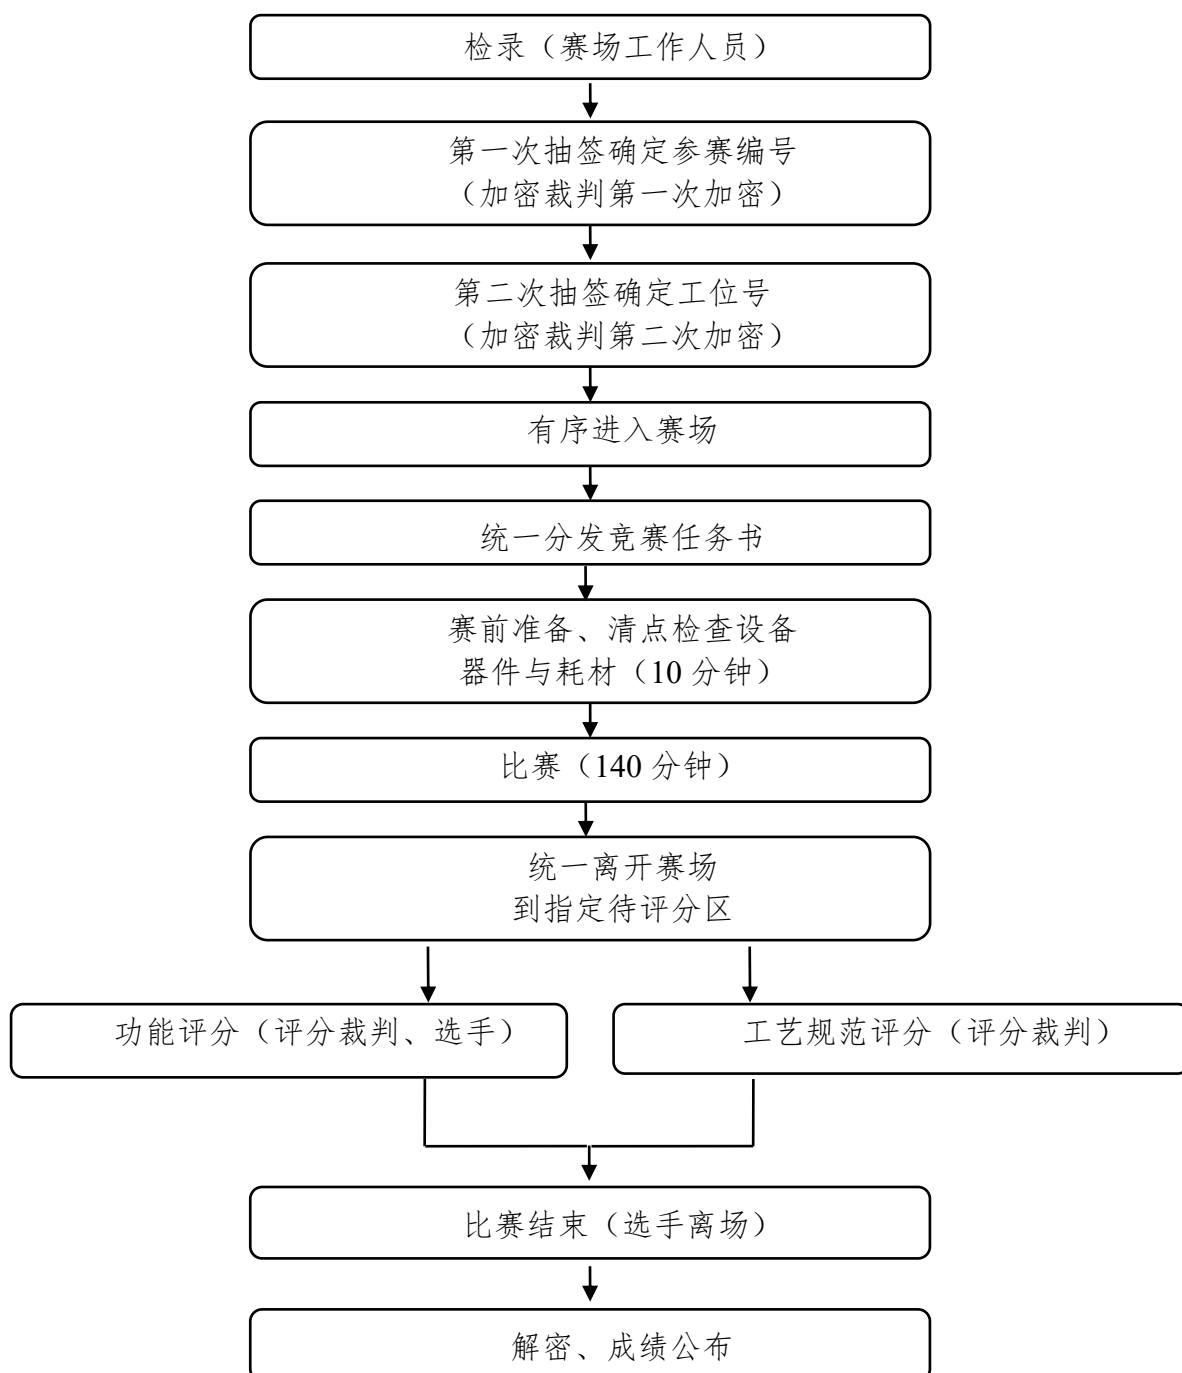 检录（赛场工作人员）
第一次抽签确定参赛编号
（加密裁判第一次加密）
第二次抽签确定工位号
（加密裁判第二次加密）
有序进入赛场
统一分发竞赛任务书
赛前准备、清点检查设备
器件与耗材（10 分钟）
比赛（140 分钟）
统一离开赛场
到指定待评分区
功能评分（评分裁判、选手）
工艺规范评分（评分裁判）
比赛结束（选手离场）
解密、成绩公布